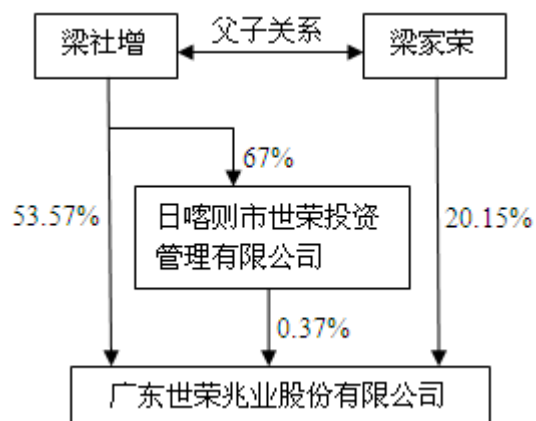 梁社增
父子关系
梁家荣
67%
53.57%
日喀则市世荣投资
管理有限公司
20.15%
0.37%
广东世荣兆业股份有限公司